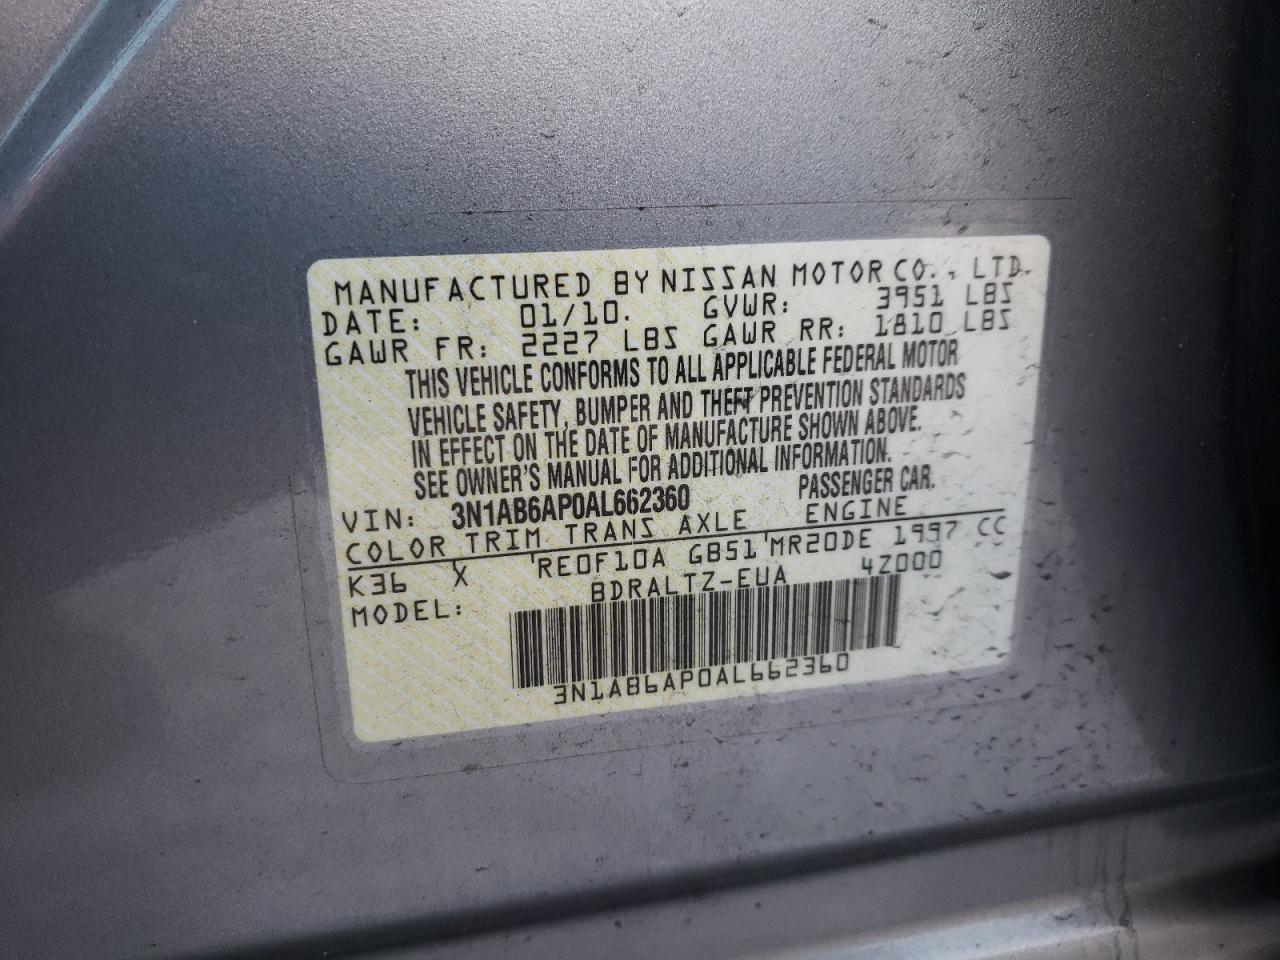 MANUFACTURED BY NISSAN MOTOR CO., LTD.
DATE: 01/10. GVWR: 3951 LBS
GAWR FR: 2227 LBS GAWR RR: 1810 LBS
THIS VEHICLE CONFORMS TO ALL APPLICABLE FEDERAL MOTOR
VEHICLE SAFETY, BUMPER AND THEFT PREVENTION STANDARDS
IN EFFECT ON THE DATE OF MANUFACTURE SHOWN ABOVE.
SEE OWNER'S MANUAL FOR ADDITIONAL INFORMATION.
VIN: 3N1AB6AP0AL662360 PASSENGER CAR.
COLOR TRIM TRANS AXLE ENGINE
K36 X RE0F10A GB51 MR20DE 1997 CC
MODEL: BDRALTZ-EUA 4Z000
3N1AB6AP0AL662360